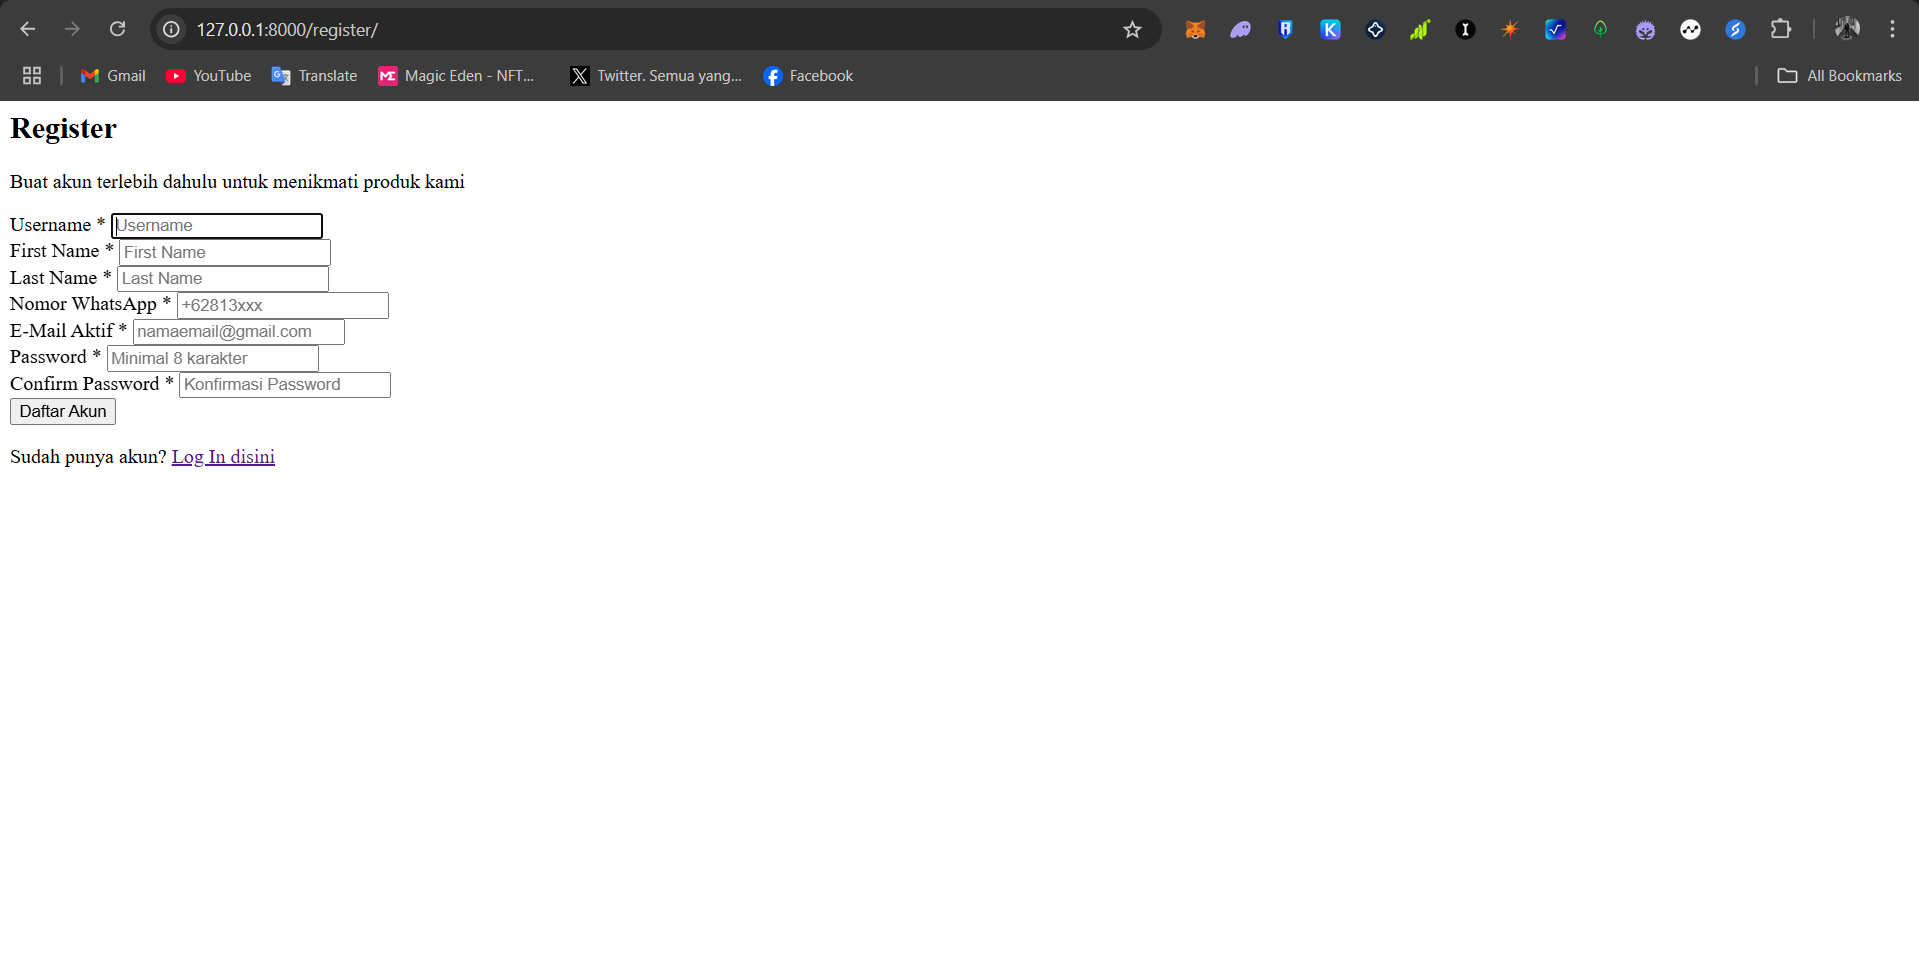 127.0.0.1:8000/register/
Gmail YouTube Translate Magic Eden - NFT... Twitter. Semua yang... Facebook All Bookmarks
Register
Buat akun terlebih dahulu untuk menikmati produk kami
Username * Username
First Name * First Name
Last Name * Last Name
Nomor WhatsApp * +62813xxx
E-Mail Aktif * namaemail@gmail.com
Password * Minimal 8 karakter
Confirm Password * Konfirmasi Password
Daftar Akun
Sudah punya akun? Log In disini